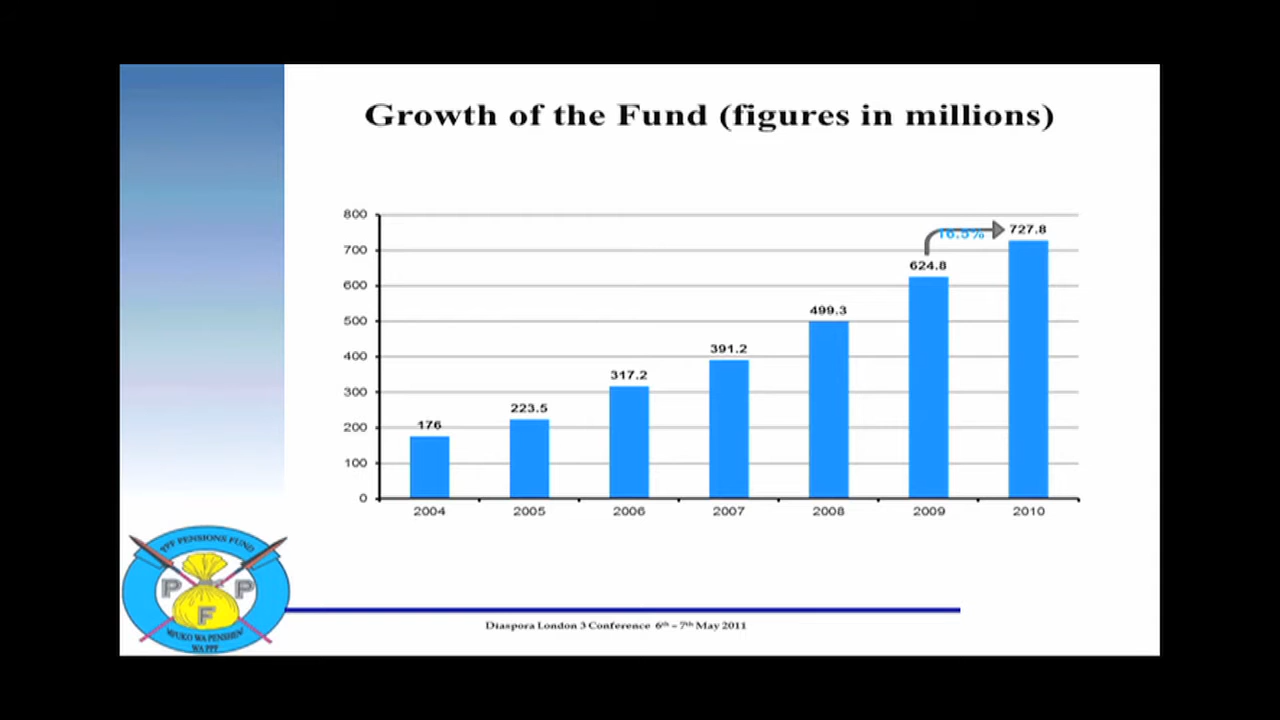 Growth of the Fund (figures in millions)
800
700
600
500
400
300
200
100
0
176
223.5
317.2
391.2
499.3
624.8
16.5%
727.8
2004 2005 2006 2007 2008 2009 2010
PPF PENSIONS FUND
P P
F
MFUKO WA PENSHENI
WA PPF
Diaspora London 3 Conference 6th – 7th May 2011